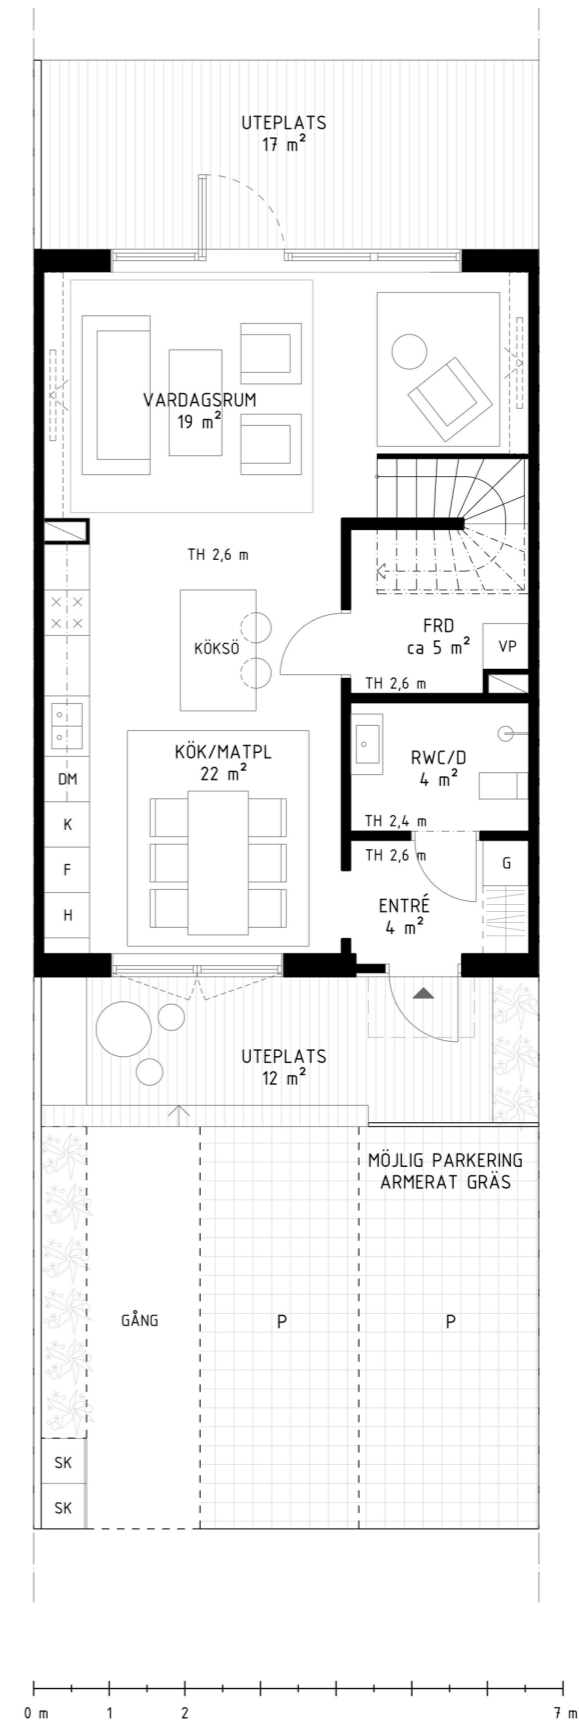 UTEPLATS
17 m²
VARDAGSRUM
19 m²
TH 2,6 m
KÖKSÖ
FRD
ca 5 m²
VP
TH 2,6 m
KÖK/MATPL
22 m²
RWC/D
4 m²
DM
K
F
H
TH 2,4 m
TH 2,6 m
G
ENTRÉ
4 m²
UTEPLATS
12 m²
MÖJLIG PARKERING
ARMERAT GRÄS
GÅNG
P
P
SK
SK
0 m 1 2 7 m